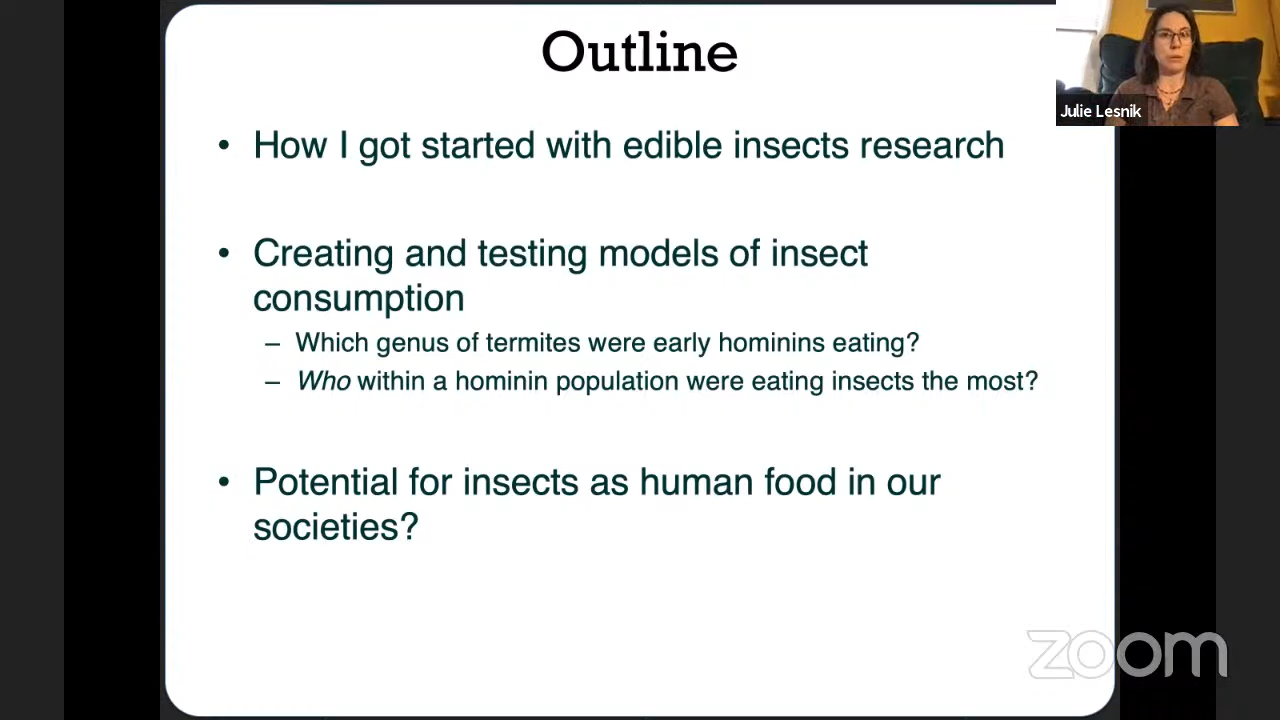 Outline
• How I got started with edible insects research
• Creating and testing models of insect
consumption
– Which genus of termites were early hominins eating?
– Who within a hominin population were eating insects the most?
• Potential for insects as human food in our
societies?
Julie Lesnik
zoom